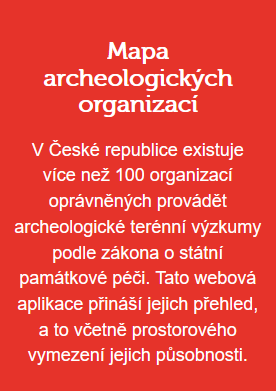 Mapa
archeologických
organizací
V České republice existuje
více než 100 organizací
oprávněných provádět
archeologické terénní výzkumy
podle zákona o státní
památkové péči. Tato webová
aplikace přináší jejich přehled,
a to včetně prostorového
vymezení jejich působnosti.